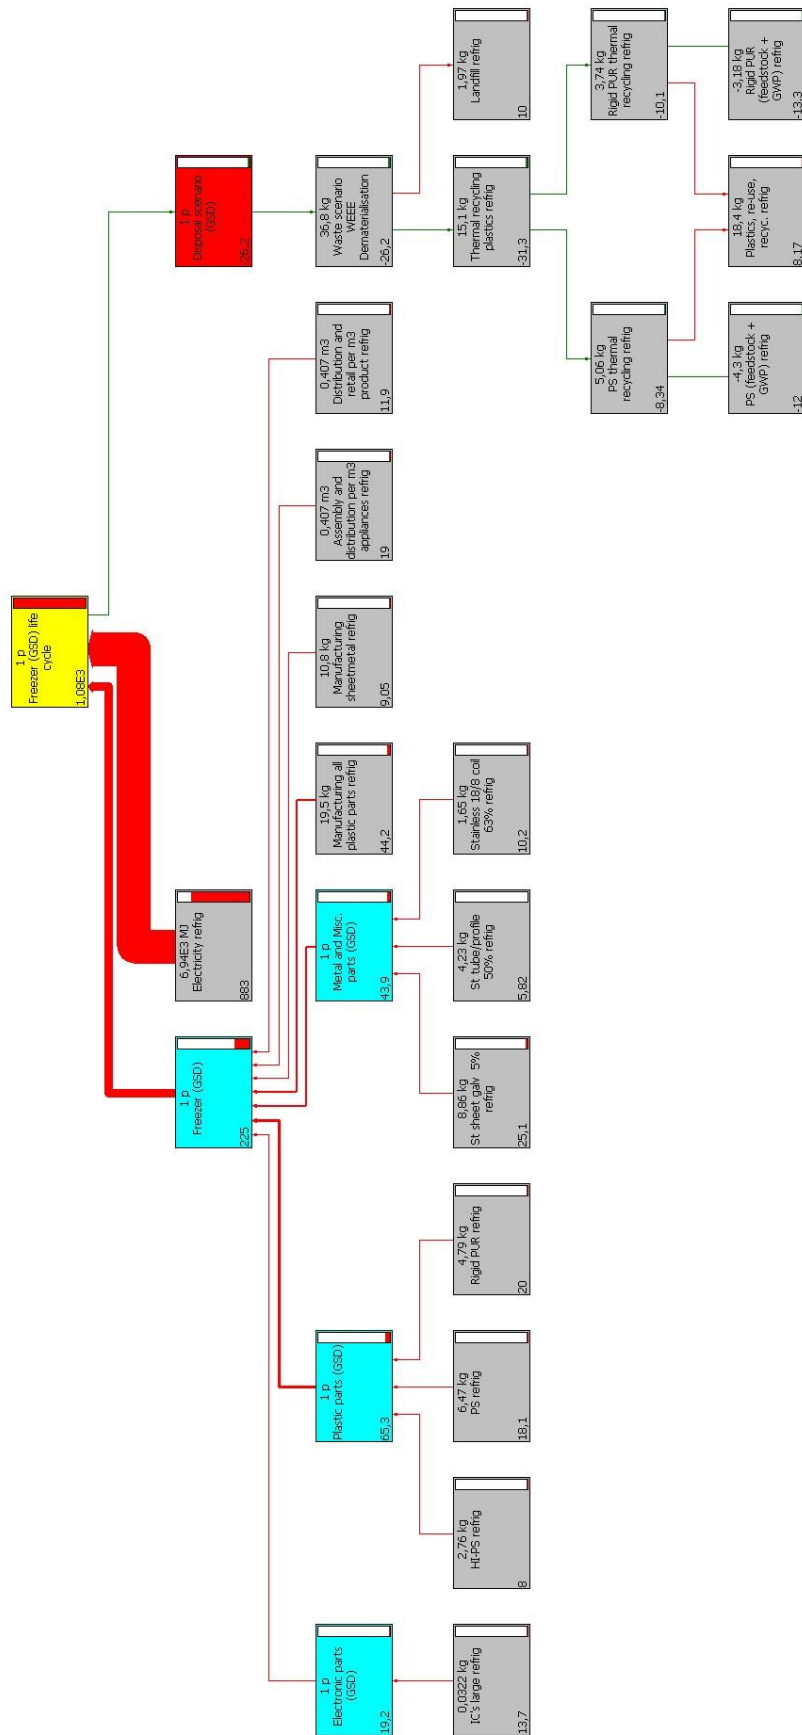 1 p
Freezer (GSD) life
cycle
1,08E3
1 p
Freezer (GSD)
225
6,94E3 MJ
Electricity refrig
883
1 p
Disposal scenario
(GSD)
-26,2
1 p
Electronic parts
(GSD)
19,2
1 p
Plastic parts (GSD)
65,3
1 p
Metal and Misc.
parts (GSD)
43,9
19,5 kg
Manufacturing all
plastic parts refrig
44,2
10,8 kg
Manufacturing
sheetmetal refrig
9,05
0,407 m3
Assembly and
distribution per m3
appliances refrig
19
0,407 m3
Distribution and
retail per m3
product refrig
11,9
36,8 kg
Waste scenario
WEEE
Dematerialisation
-26,2
0,0322 kg
IC's large refrig
13,7
2,76 kg
HI-PS refrig
8
6,47 kg
PS refrig
18,1
4,79 kg
Rigid PUR refrig
20
8,86 kg
St sheet galv 5%
refrig
25,1
4,23 kg
St tube/profile
50% refrig
5,82
1,65 kg
Stainless 18/8 coil
63% refrig
10,2
15,1 kg
Thermal recycling
plastics refrig
-31,3
1,97 kg
Landfill refrig
10
5,06 kg
PS thermal
recycling refrig
-8,34
3,74 kg
Rigid PUR thermal
recycling refrig
-10,1
-4,3 kg
PS (feedstock +
GWP) refrig
-12
18,4 kg
Plastics, re-use,
recyc. refrig
8,17
-3,18 kg
Rigid PUR
(feedstock +
GWP) refrig
-13,3